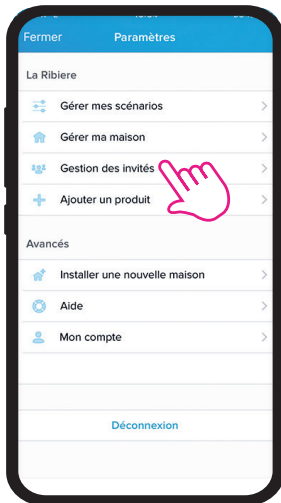 Fermer Paramètres
La Ribiere
Gérer mes scénarios
Gérer ma maison
Gestion des invités
Ajouter un produit
Avancés
Installer une nouvelle maison
Aide
Mon compte
Déconnexion